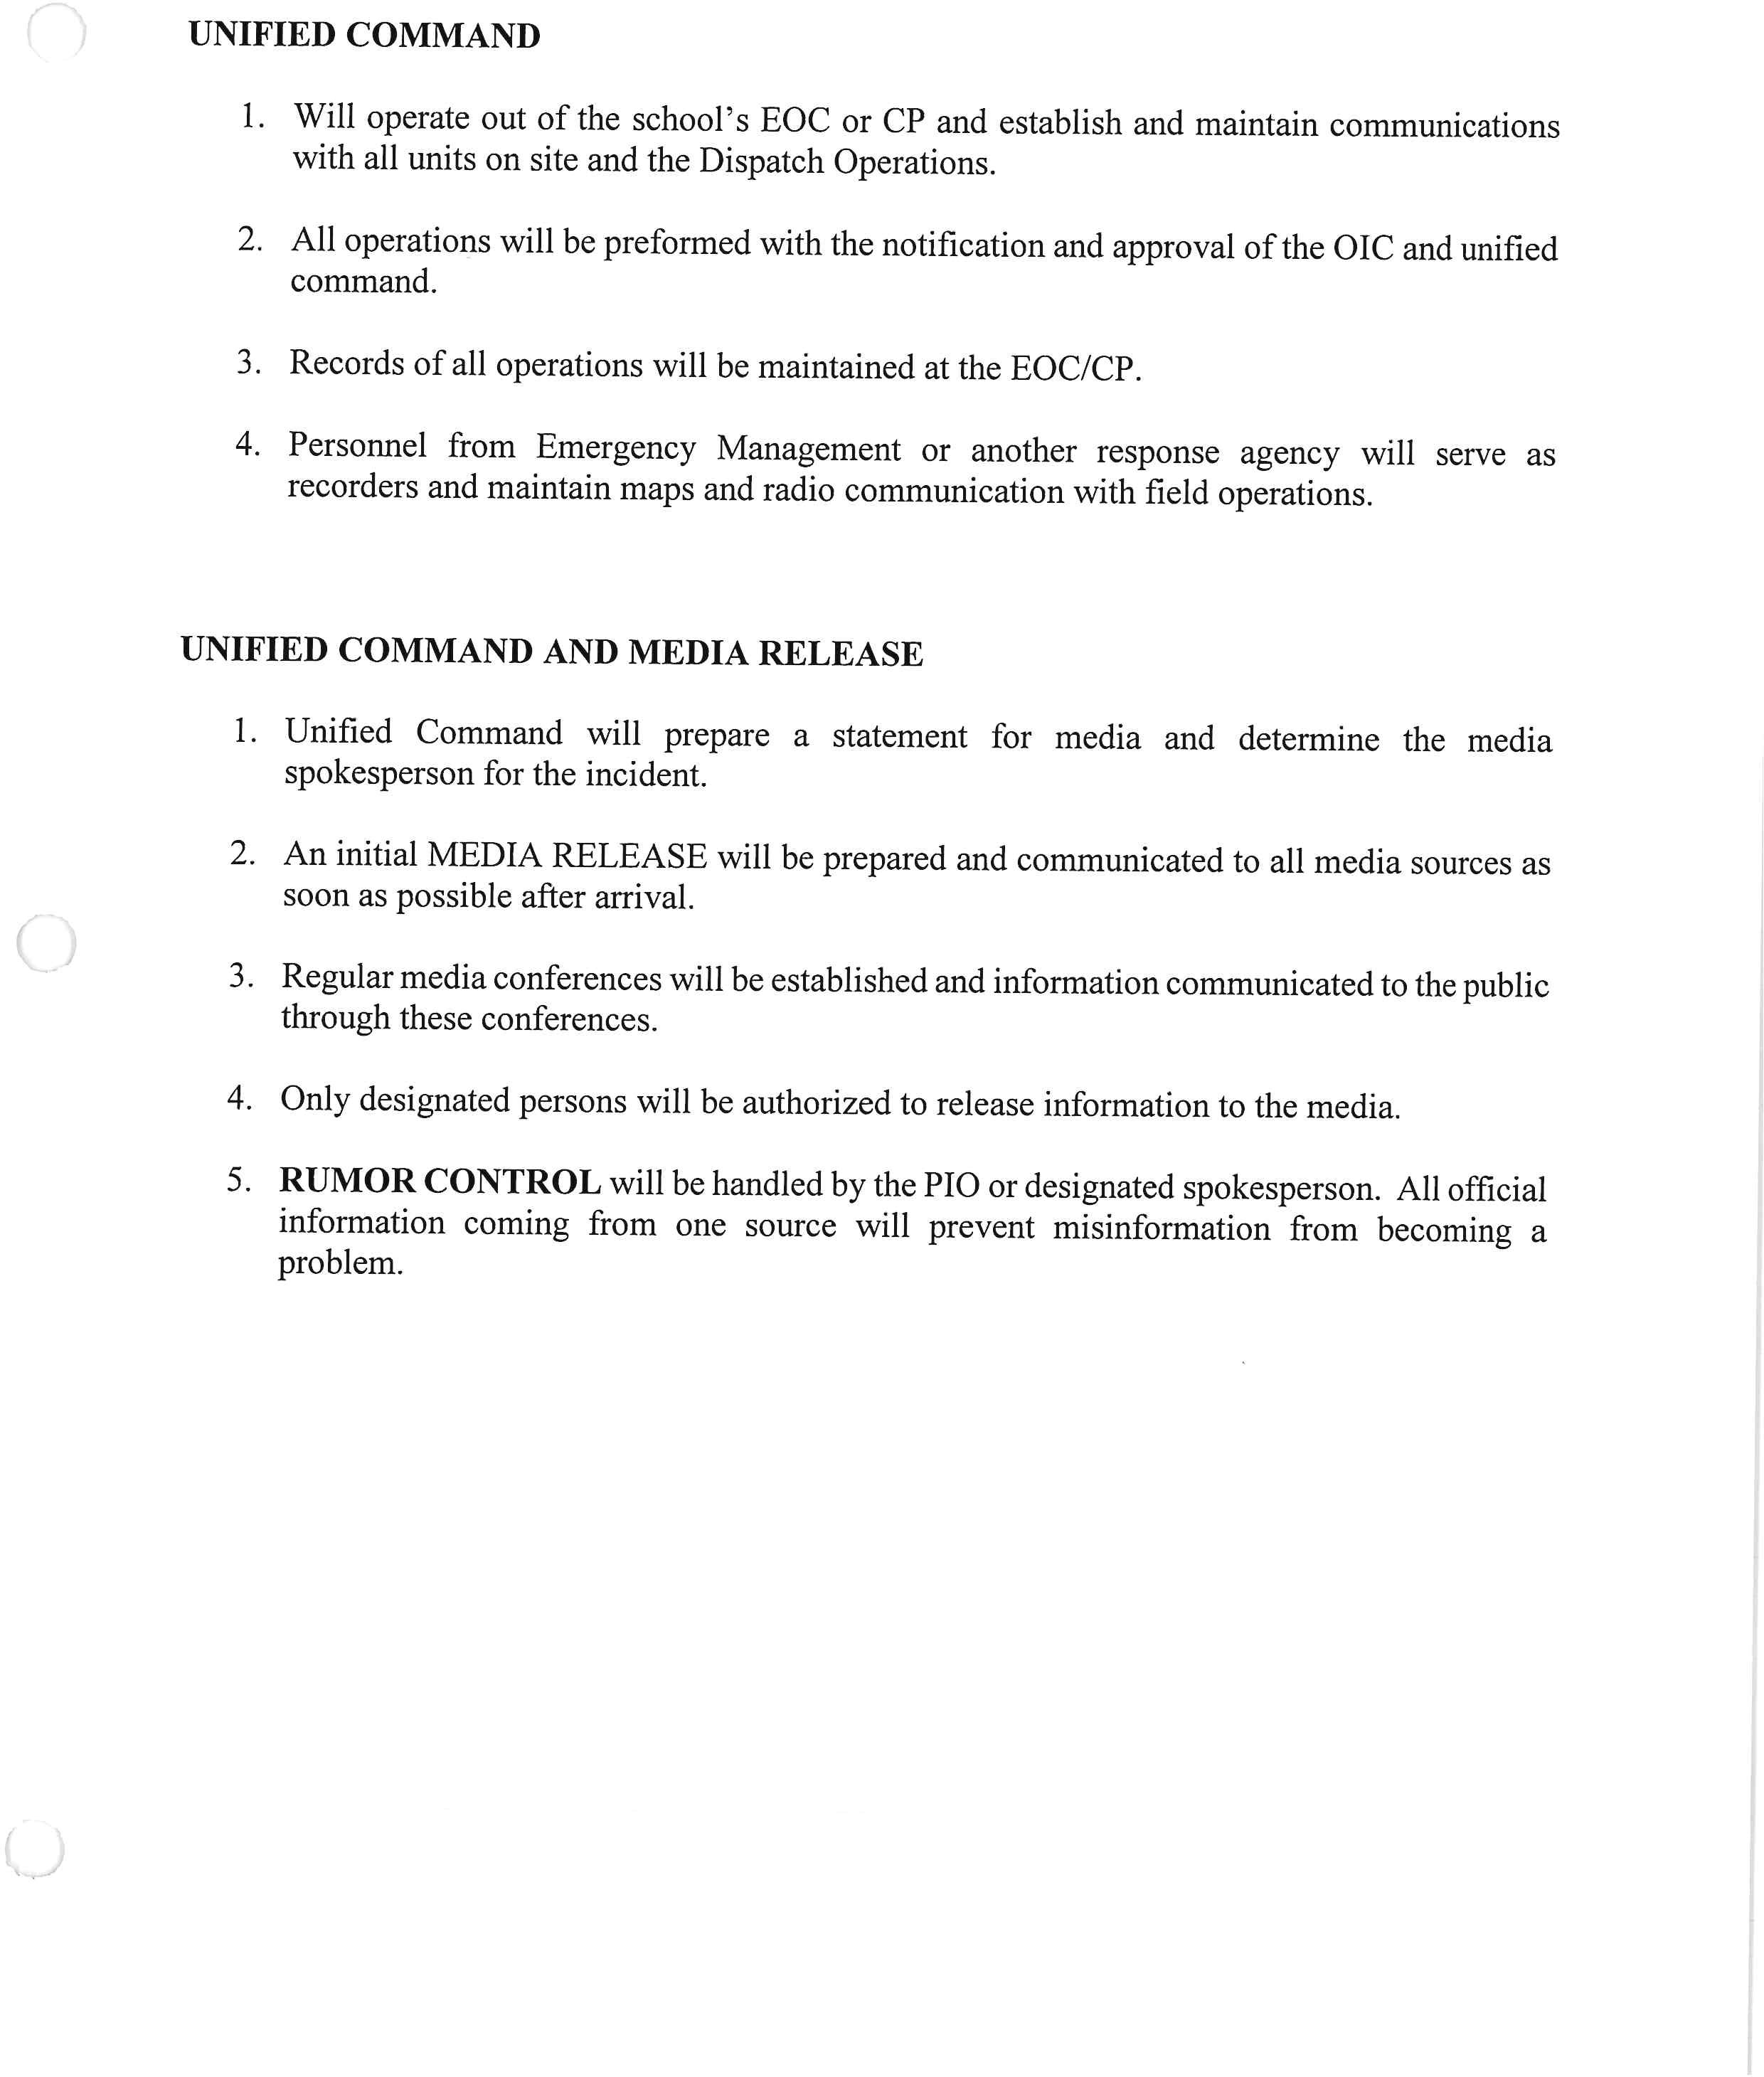 UNIFIED COMMAND
1. Will operate out of the school's EOC or CP and establish and maintain communications
with all units on site and the Dispatch Operations.
2. All operations will be preformed with the notification and approval of the OIC and unified
command.
3. Records of all operations will be maintained at the EOC/CP.
4. Personnel from Emergency Management or another response agency will serve as
recorders and maintain maps and radio communication with field operations.
UNIFIED COMMAND AND MEDIA RELEASE
1. Unified Command will prepare a statement for media and determine the media
spokesperson for the incident.
2. An initial MEDIA RELEASE will be prepared and communicated to all media sources as
soon as possible after arrival.
3. Regular media conferences will be established and information communicated to the public
through these conferences.
4. Only designated persons will be authorized to release information to the media.
5. RUMOR CONTROL will be handled by the PIO or designated spokesperson. All official
information coming from one source will prevent misinformation from becoming a
problem.